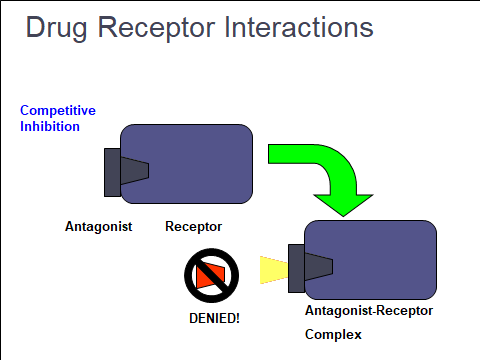 Drug Receptor Interactions
Competitive
Inhibition
Antagonist
Receptor
DENIED!
Antagonist-Receptor
Complex